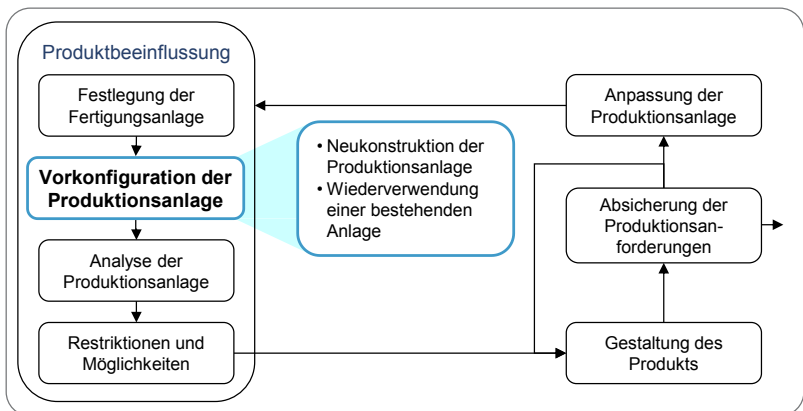 Produktbeeinflussung
Festlegung der
Fertigungsanlage
Vorkonfiguration der
Produktionsanlage
Analyse der
Produktionsanlage
Restriktionen und
Möglichkeiten
• Neukonstruktion der
Produktionsanlage
• Wiederverwendung
einer bestehenden
Anlage
Anpassung der
Produktionsanlage
Absicherung der
Produktionsan-
forderungen
Gestaltung des
Produkts